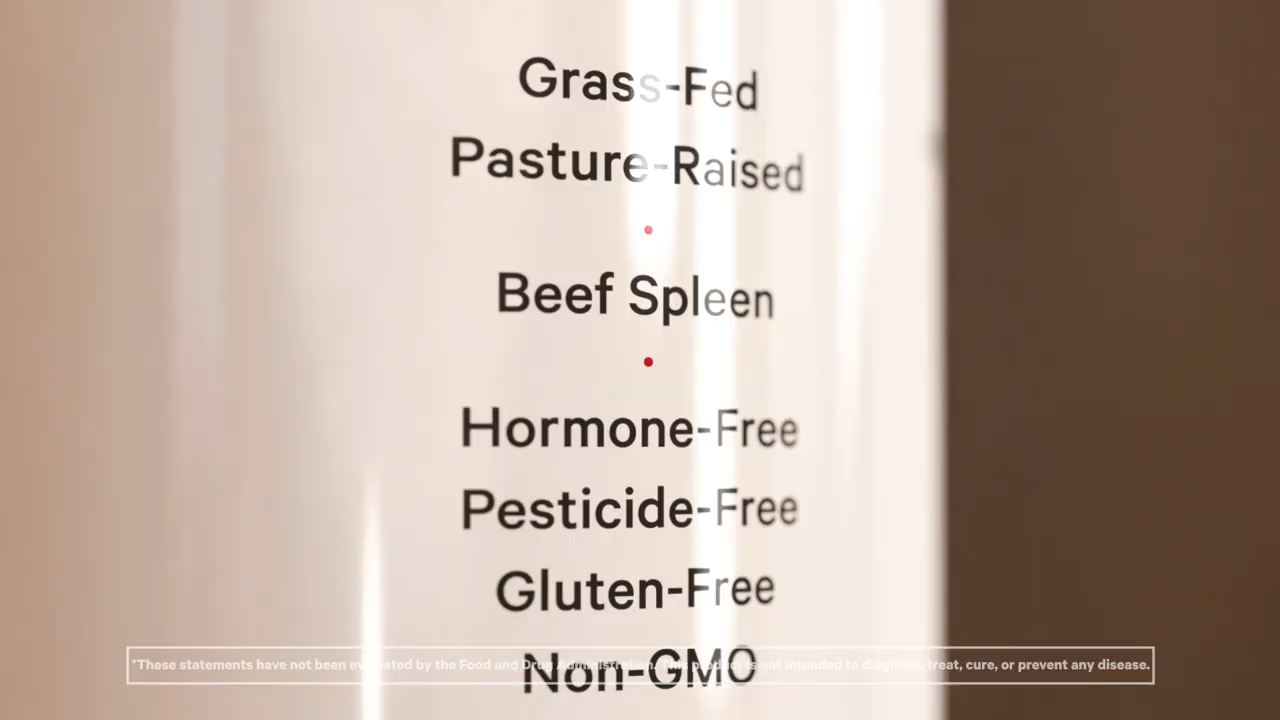 Grass-Fed
Pasture-Raised
Beef Spleen
Hormone-Free
Pesticide-Free
Gluten-Free
Non-GMO
*These statements have not been evaluated by the Food and Drug Administration. This product is not intended to diagnose, treat, cure, or prevent any disease.